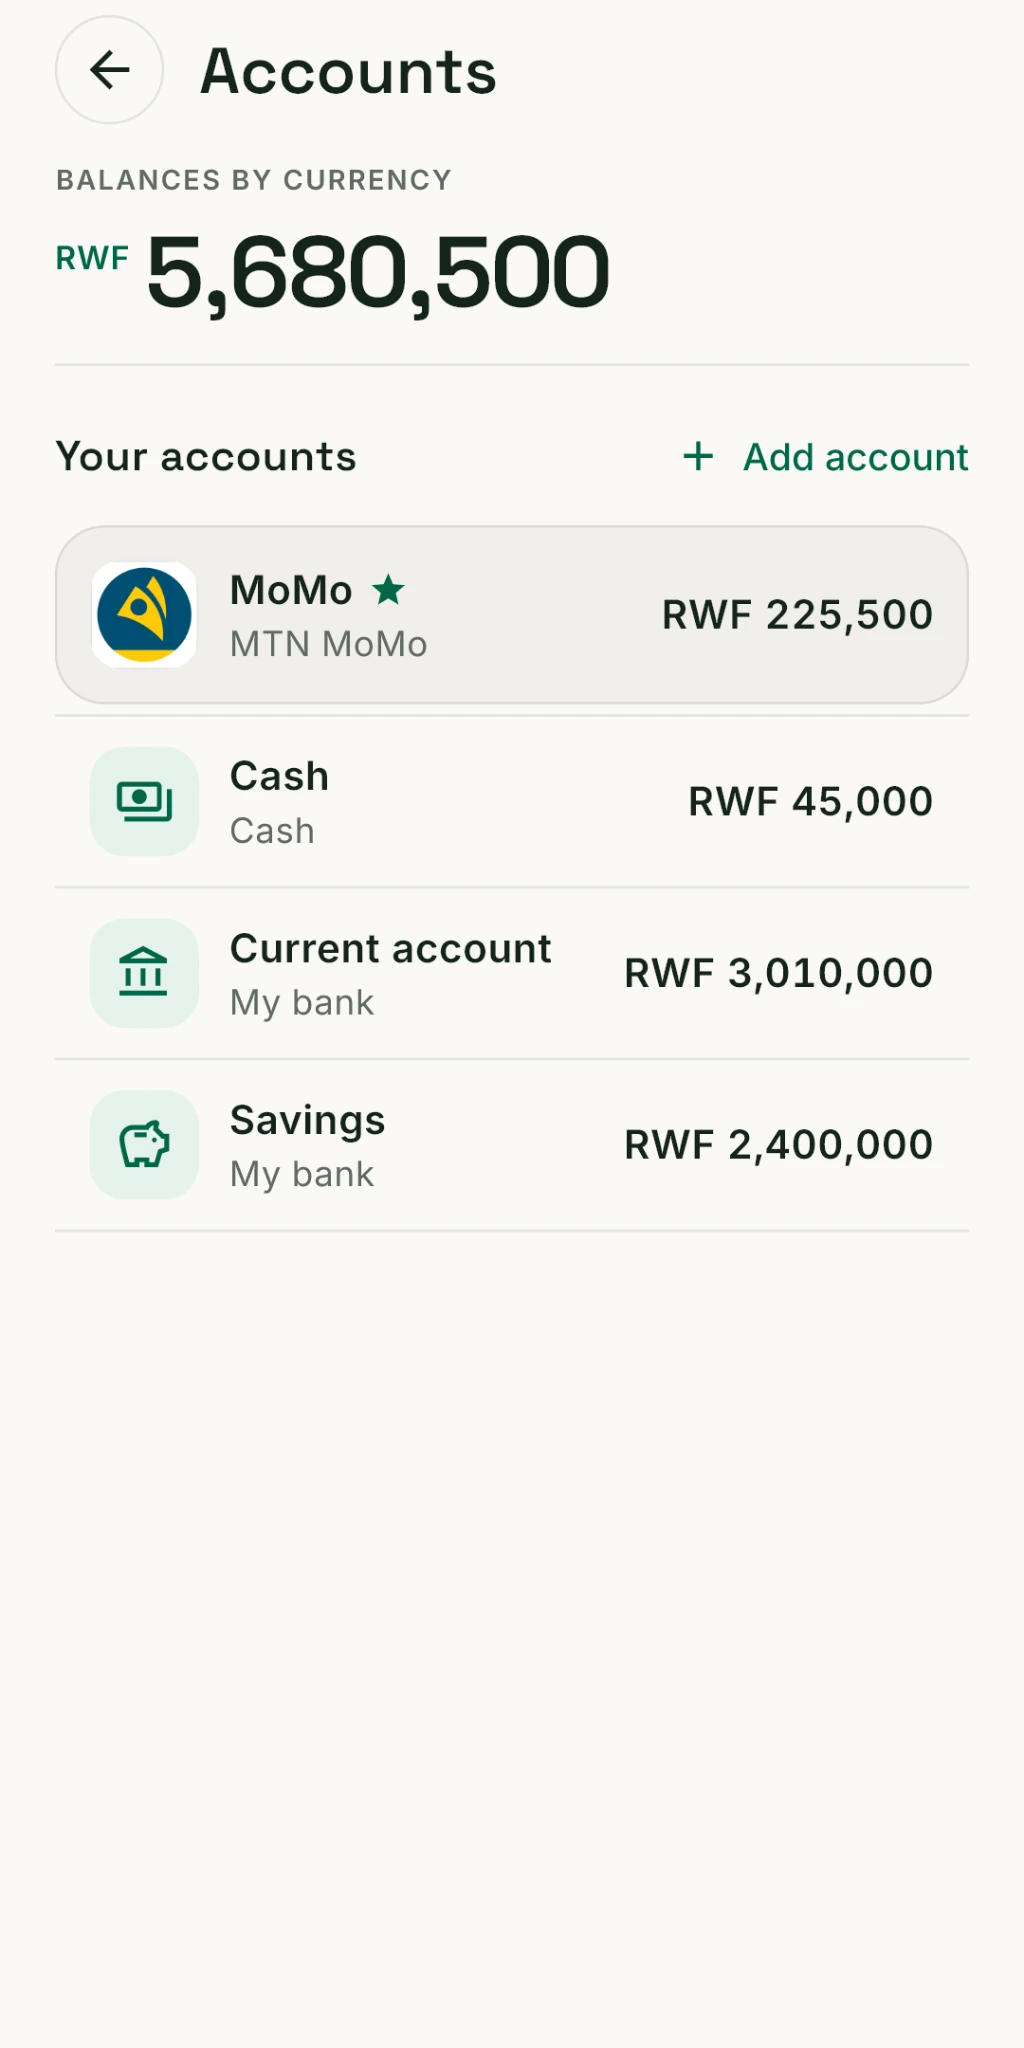 Accounts
BALANCES BY CURRENCY
RWF 5,680,500
Your accounts
+ Add account
MoMo
MTN MoMo
RWF 225,500
Cash
Cash
RWF 45,000
Current account
My bank
RWF 3,010,000
Savings
My bank
RWF 2,400,000